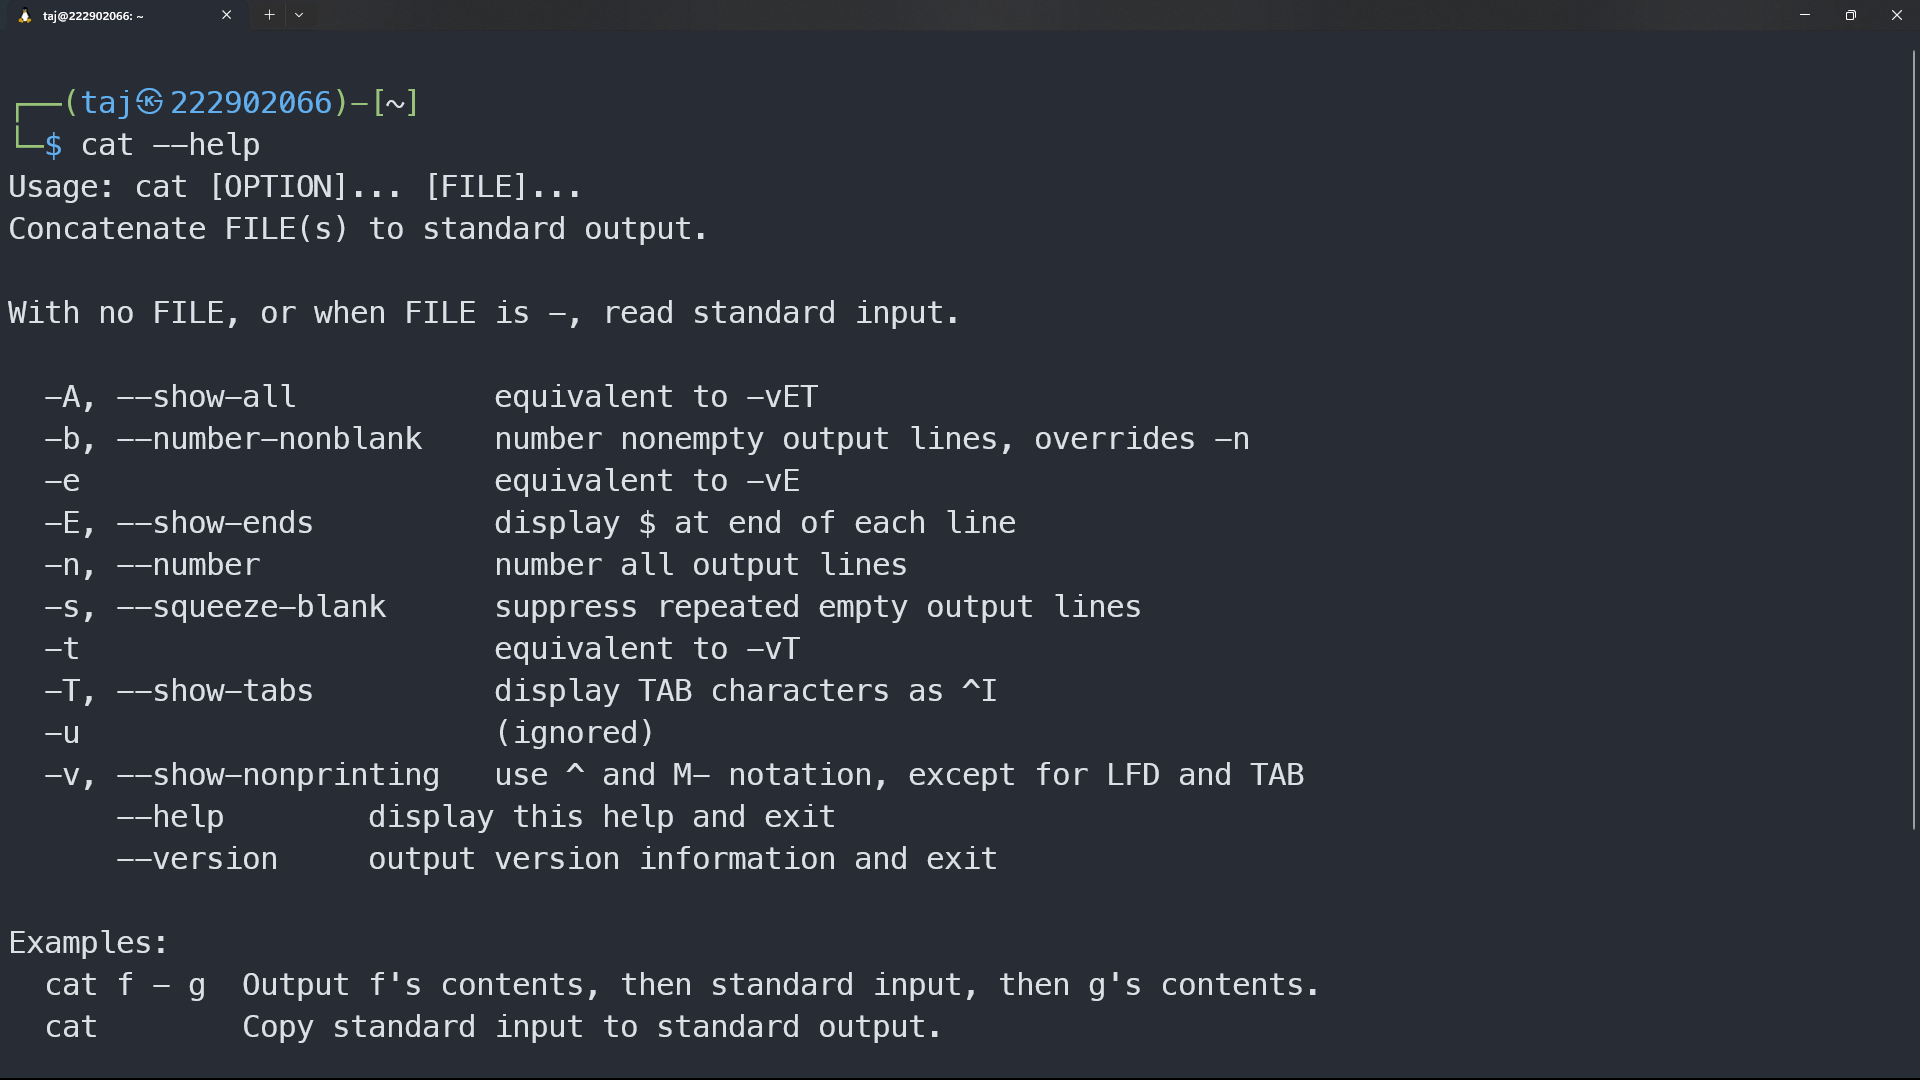 taj@222902066: ~
┌──(taj㉿222902066)-[~]
└─$ cat --help
Usage: cat [OPTION]... [FILE]...
Concatenate FILE(s) to standard output.

With no FILE, or when FILE is -, read standard input.

  -A, --show-all           equivalent to -vET
  -b, --number-nonblank    number nonempty output lines, overrides -n
  -e                       equivalent to -vE
  -E, --show-ends          display $ at end of each line
  -n, --number             number all output lines
  -s, --squeeze-blank      suppress repeated empty output lines
  -t                       equivalent to -vT
  -T, --show-tabs          display TAB characters as ^I
  -u                       (ignored)
  -v, --show-nonprinting   use ^ and M- notation, except for LFD and TAB
      --help        display this help and exit
      --version     output version information and exit

Examples:
  cat f - g  Output f's contents, then standard input, then g's contents.
  cat        Copy standard input to standard output.